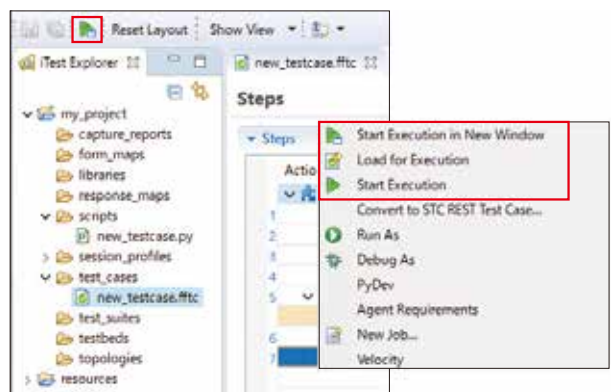 Reset Layout
Show View
iTest Explorer
new_testcase.fftc
my_project
capture_reports
form_maps
libraries
response_maps
scripts
new_testcase.py
session_profiles
test_cases
new_testcase.fftc
test_suites
testbeds
topologies
resources
Steps
Steps
Actio
1
2
3
4
5
6
7
Start Execution in New Window
Load for Execution
Start Execution
Convert to STC REST Test Case...
Run As
Debug As
PyDev
Agent Requirements
New Job...
Velocity